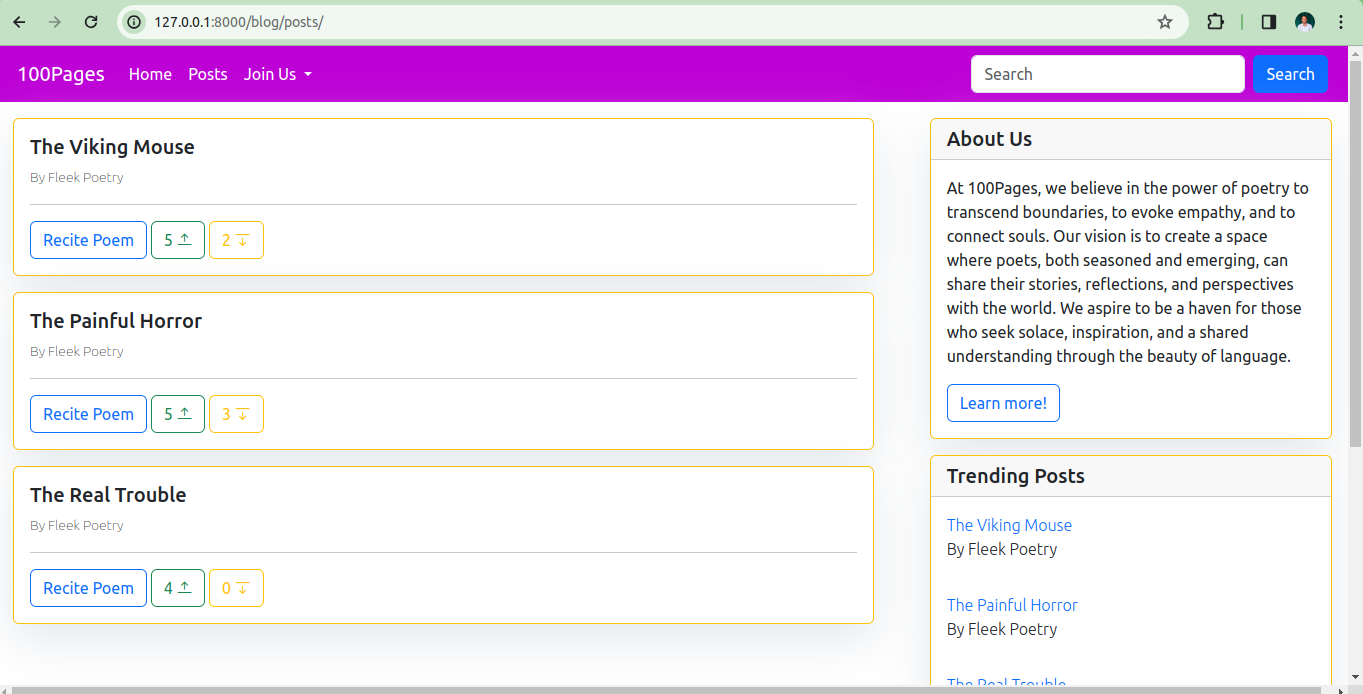 127.0.0.1:8000/blog/posts/
100Pages Home Posts Join Us Search Search
The Viking Mouse
By Fleek Poetry
Recite Poem 5 2
The Painful Horror
By Fleek Poetry
Recite Poem 5 3
The Real Trouble
By Fleek Poetry
Recite Poem 4 0
About Us
At 100Pages, we believe in the power of poetry to
transcend boundaries, to evoke empathy, and to
connect souls. Our vision is to create a space
where poets, both seasoned and emerging, can
share their stories, reflections, and perspectives
with the world. We aspire to be a haven for those
who seek solace, inspiration, and a shared
understanding through the beauty of language.
Learn more!
Trending Posts
The Viking Mouse
By Fleek Poetry
The Painful Horror
By Fleek Poetry
The Real Trouble